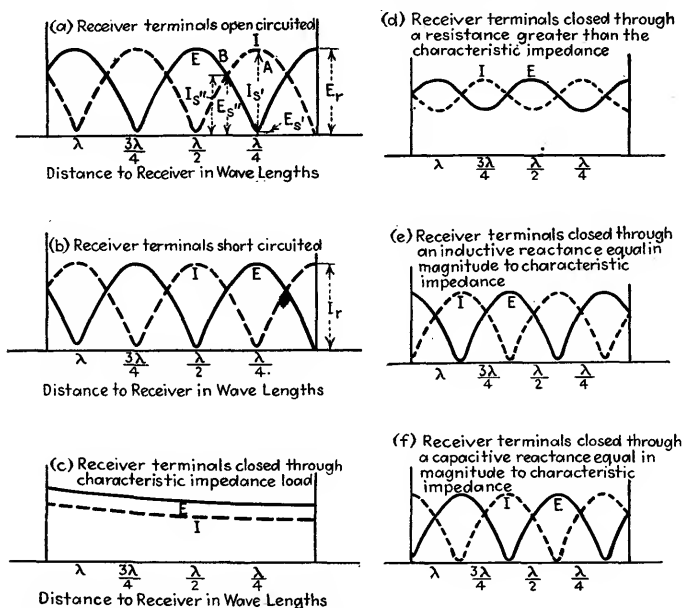 (a) Receiver terminals open circuited
E B I A
I_s'' E_s'' I_s' E_s' E_r
λ 3λ/4 λ/2 λ/4
Distance to Receiver in Wave Lengths
(b) Receiver terminals short circuited
I E I_r
λ 3λ/4 λ/2 λ/4
Distance to Receiver in Wave Lengths
(c) Receiver terminals closed through
characteristic impedance load
E
I
λ 3λ/4 λ/2 λ/4
Distance to Receiver in Wave Lengths
(d) Receiver terminals closed through
a resistance greater than the
characteristic impedance
I E
λ 3λ/4 λ/2 λ/4
(e) Receiver terminals closed through
an inductive reactance equal in
magnitude to characteristic
impedance
I E
λ 3λ/4 λ/2 λ/4
(f) Receiver terminals closed through
a capacitive reactance equal in
magnitude to characteristic
impedance
I E
λ 3λ/4 λ/2 λ/4